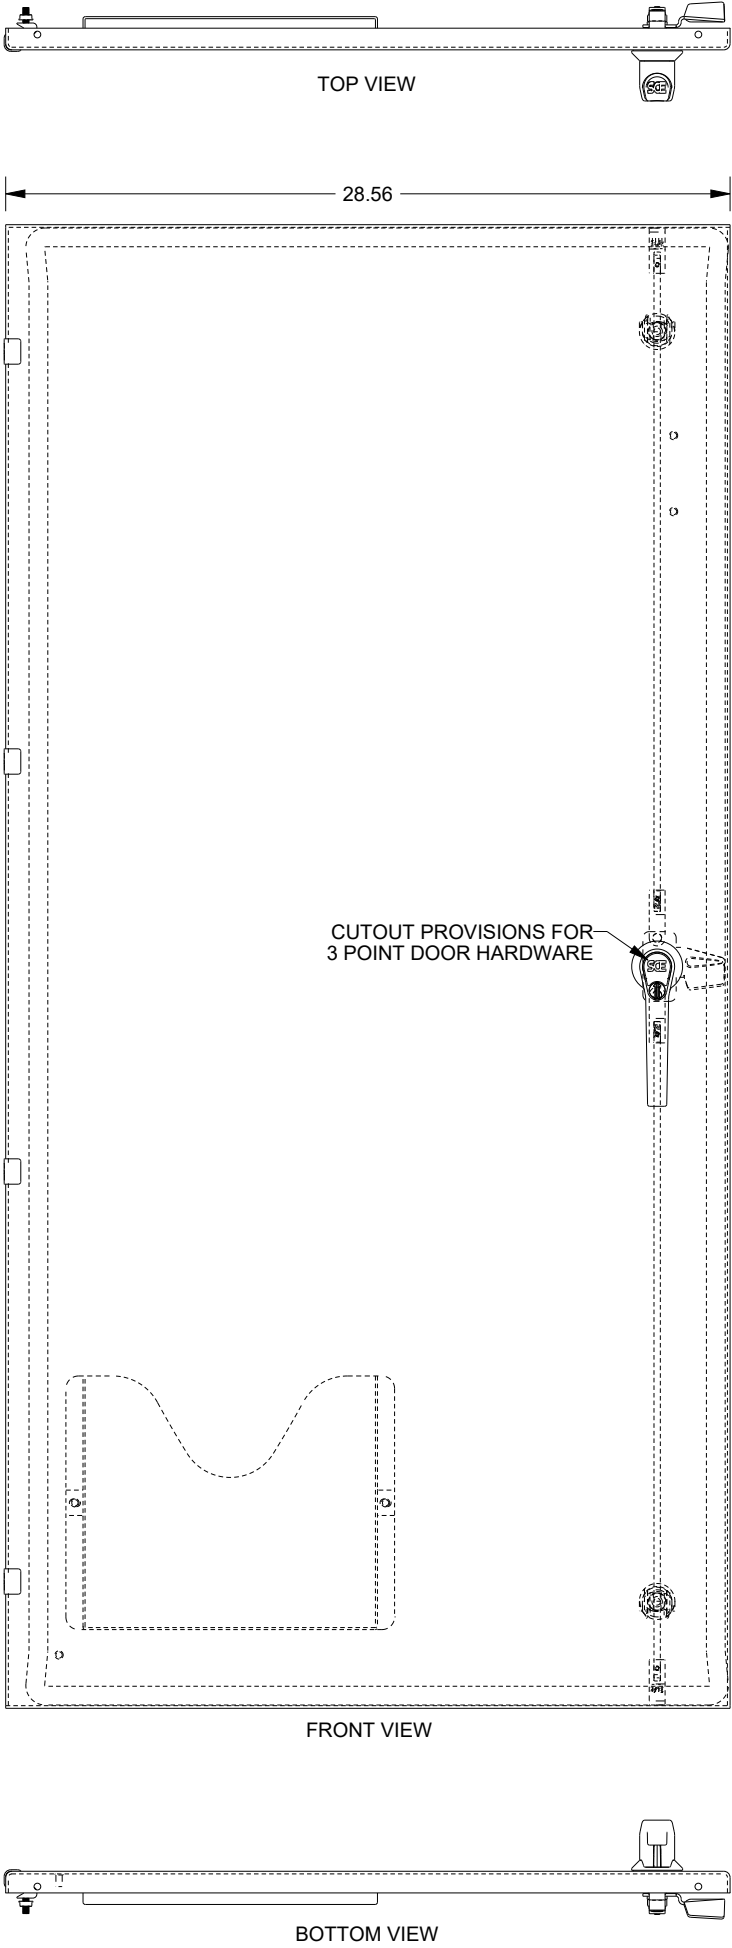 TOP VIEW
28.56
CUTOUT PROVISIONS FOR
3 POINT DOOR HARDWARE
FRONT VIEW
BOTTOM VIEW